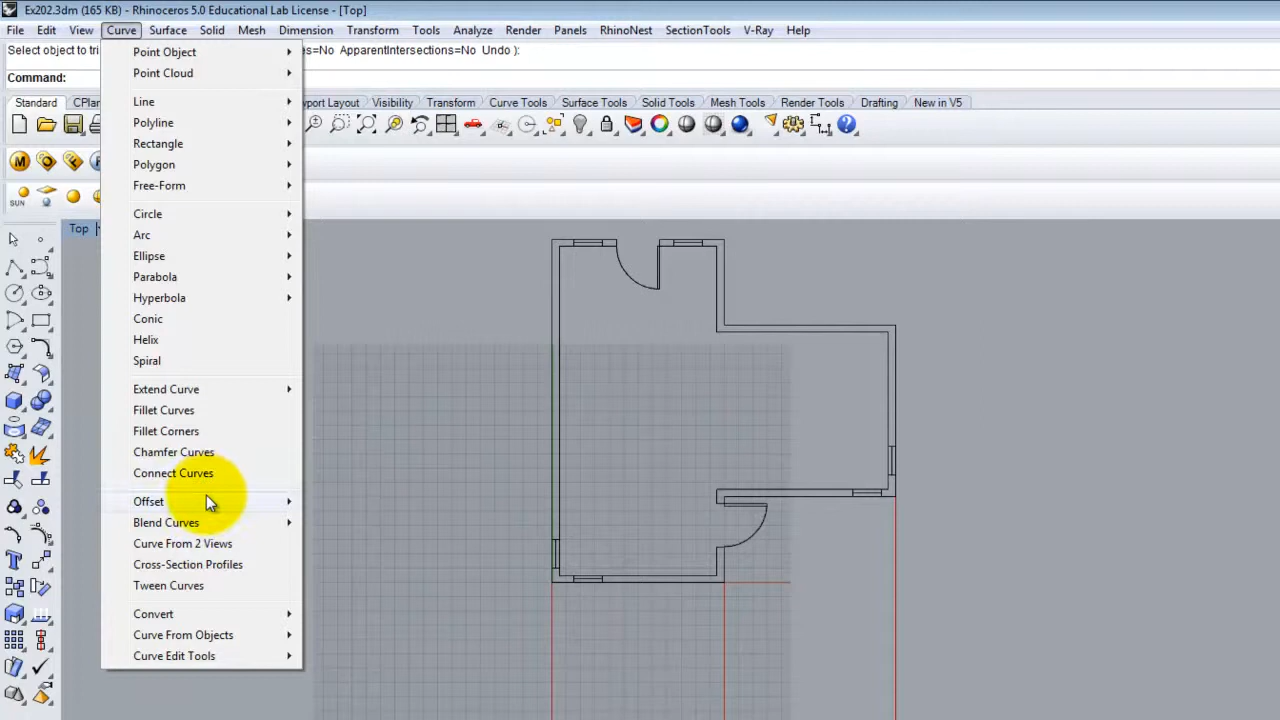 Ex202.3dm (165 KB) - Rhinoceros 5.0 Educational Lab License - [Top]
File Edit View Curve Surface Solid Mesh Dimension Transform Tools Analyze Render Panels RhinoNest SectionTools V-Ray Help
Select object to tri es=No ApparentIntersections=No Undo ):
Command:
Standard CPlan port Layout Visibility Transform Curve Tools Surface Tools Solid Tools Mesh Tools Render Tools Drafting New in V5
SUN
Top
Point Object
Point Cloud
Line
Polyline
Rectangle
Polygon
Free-Form
Circle
Arc
Ellipse
Parabola
Hyperbola
Conic
Helix
Spiral
Extend Curve
Fillet Curves
Fillet Corners
Chamfer Curves
Connect Curves
Offset
Blend Curves
Curve From 2 Views
Cross-Section Profiles
Tween Curves
Convert
Curve From Objects
Curve Edit Tools